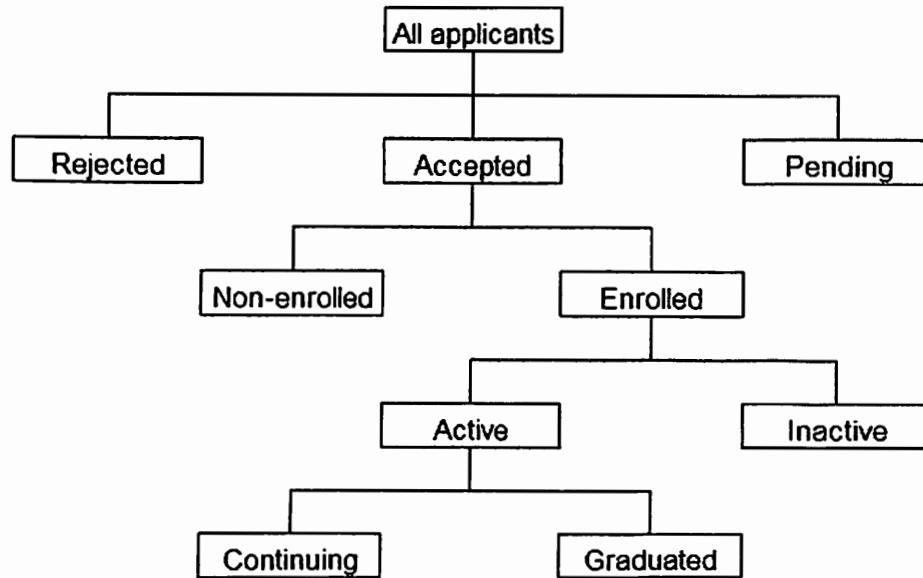 All applicants
Rejected
Accepted
Pending
Non-enrolled
Enrolled
Active
Inactive
Continuing
Graduated